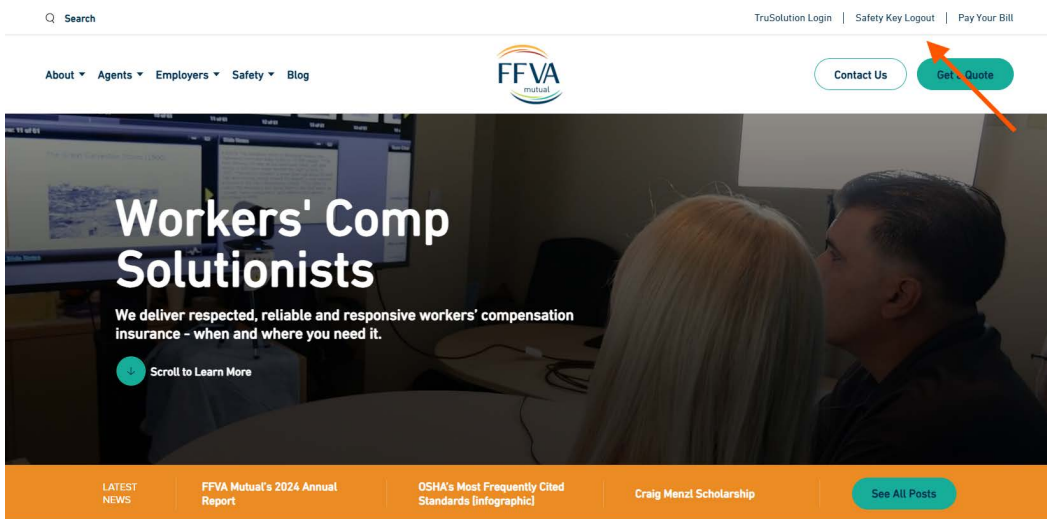 Search
TruSolution Login
Safety Key Logout
Pay Your Bill
About
Agents
Employers
Safety
Blog
FFVA
mutual
Contact Us
Get a Quote
Workers' Comp
Solutionists
We deliver respected, reliable and responsive workers' compensation
insurance - when and where you need it.
Scroll to Learn More
LATEST
NEWS
FFVA Mutual's 2024 Annual
Report
OSHA's Most Frequently Cited
Standards [infographic]
Craig Menzl Scholarship
See All Posts